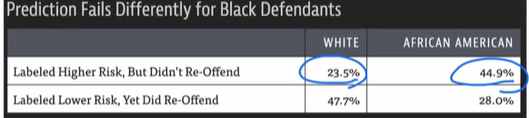 Prediction Fails Differently for Black Defendants
WHITE AFRICAN AMERICAN
Labeled Higher Risk, But Didn't Re-Offend 23.5% 44.9%
Labeled Lower Risk, Yet Did Re-Offend 47.7% 28.0%